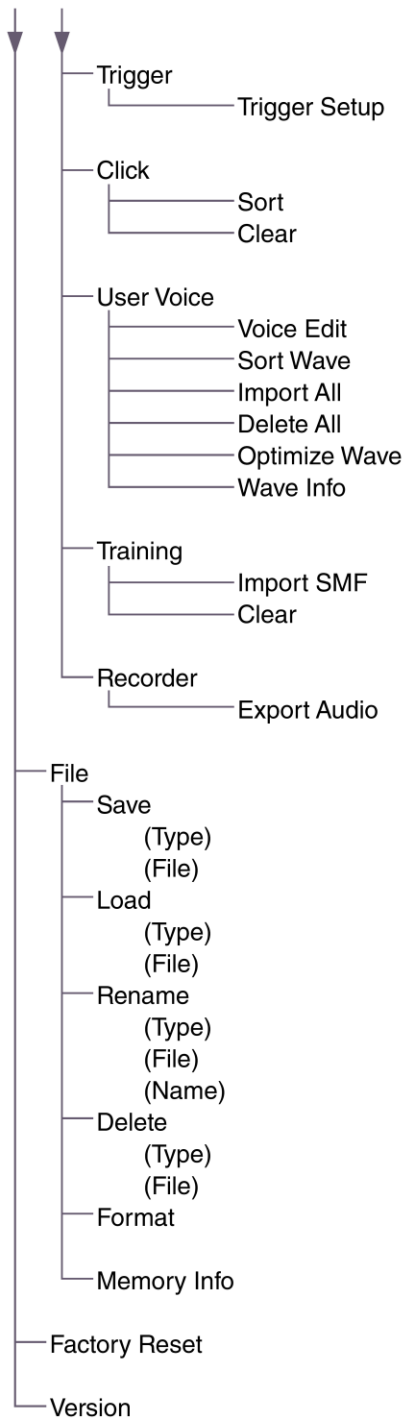 Trigger
Trigger Setup
Click
Sort
Clear
User Voice
Voice Edit
Sort Wave
Import All
Delete All
Optimize Wave
Wave Info
Training
Import SMF
Clear
Recorder
Export Audio
File
Save
(Type)
(File)
Load
(Type)
(File)
Rename
(Type)
(File)
(Name)
Delete
(Type)
(File)
Format
Memory Info
Factory Reset
Version